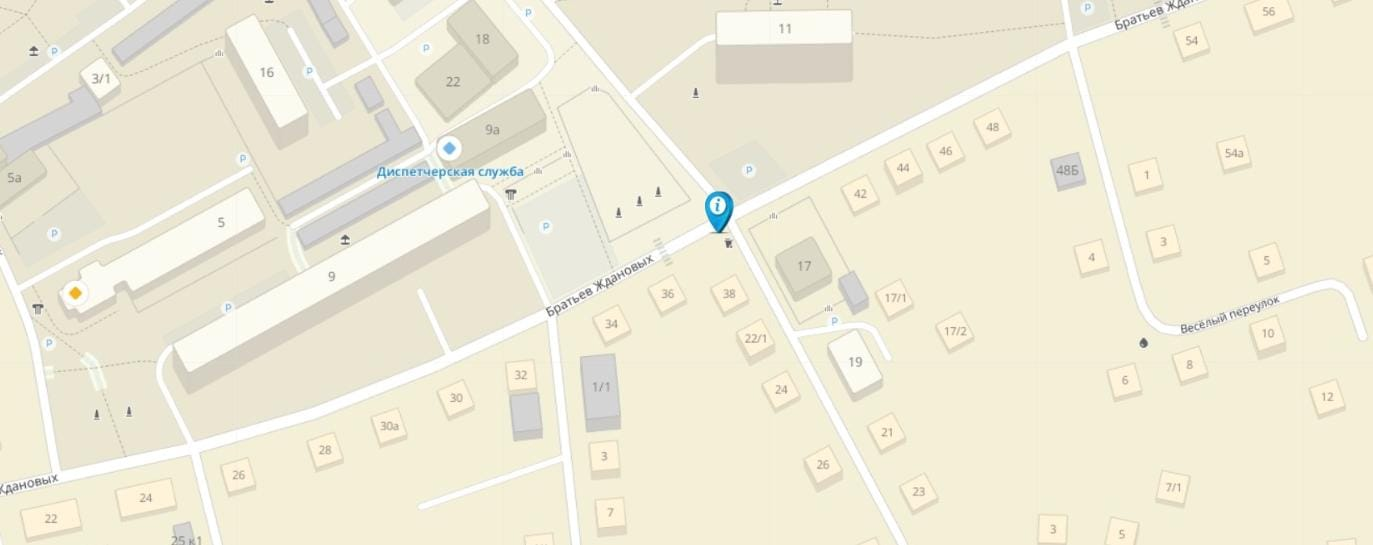 Братьев Ждан
56
11
54
18
16
3/1
22
9а
48
46
54а
Диспетчерская служба
44
48Б
1
5а
42
5
3
4
5
17
9
36
38
17/1
Братьев Ждановых
Весёлый переулок
34
17/2
10
22/1
19
8
32
1/1
6
24
12
30
30а
21
28
3
26
26
Ждановых
7/1
23
24
22
7
3
5
25 к1
P
P
P
P
P
P
P
P
P
P
P
P
i